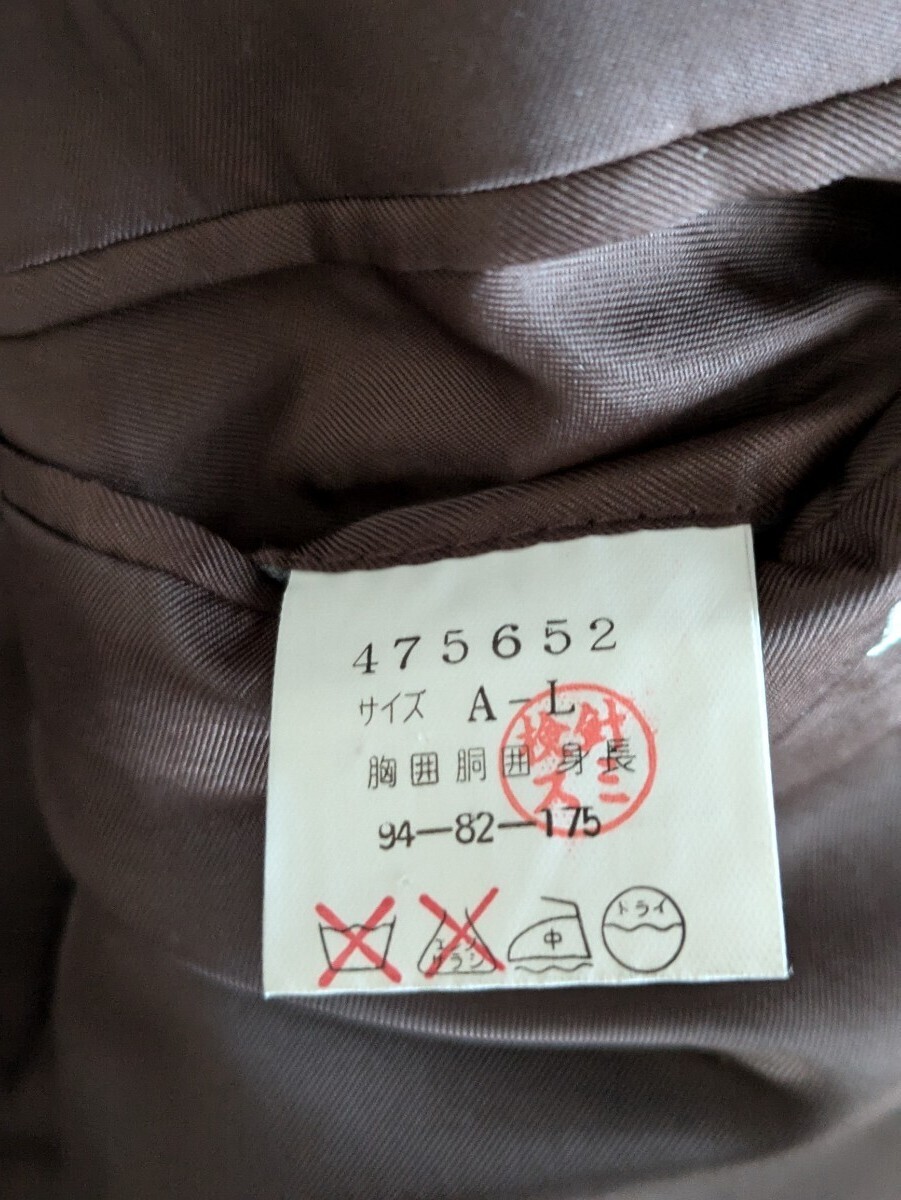 475652
サイズ A-L
胸囲 胴囲 身長
94-82-175
検針
スミ
エンソ
サラシ
中
ドライ